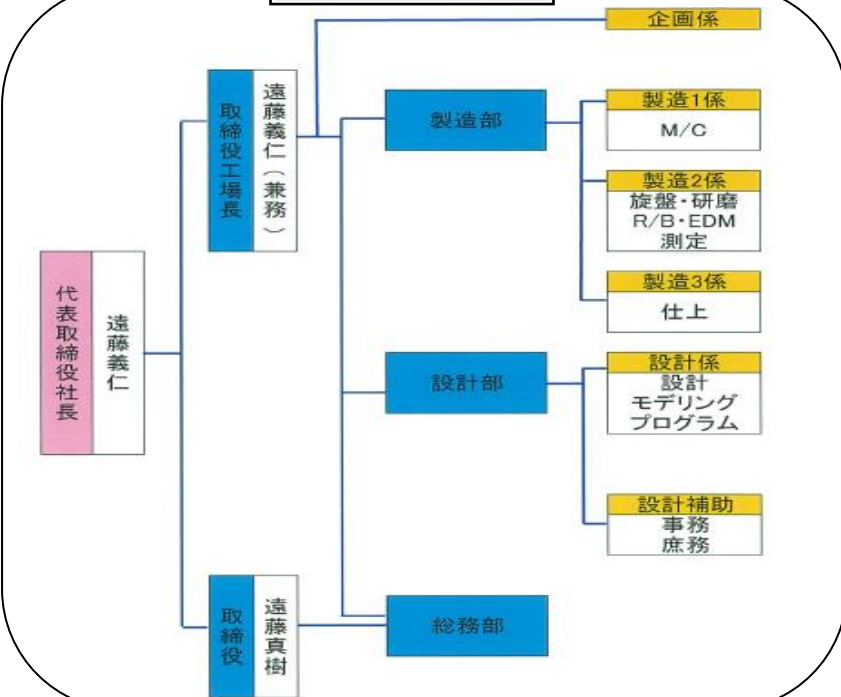 企画係
取締役工場長
遠藤義仁(兼務)
製造部
製造1係
M/C
製造2係
旋盤・研磨
R/B・EDM
測定
製造3係
仕上
代表取締役社長
遠藤義仁
設計部
設計係
設計
モデリング
プログラム
設計補助
事務
庶務
取締役
遠藤真樹
総務部